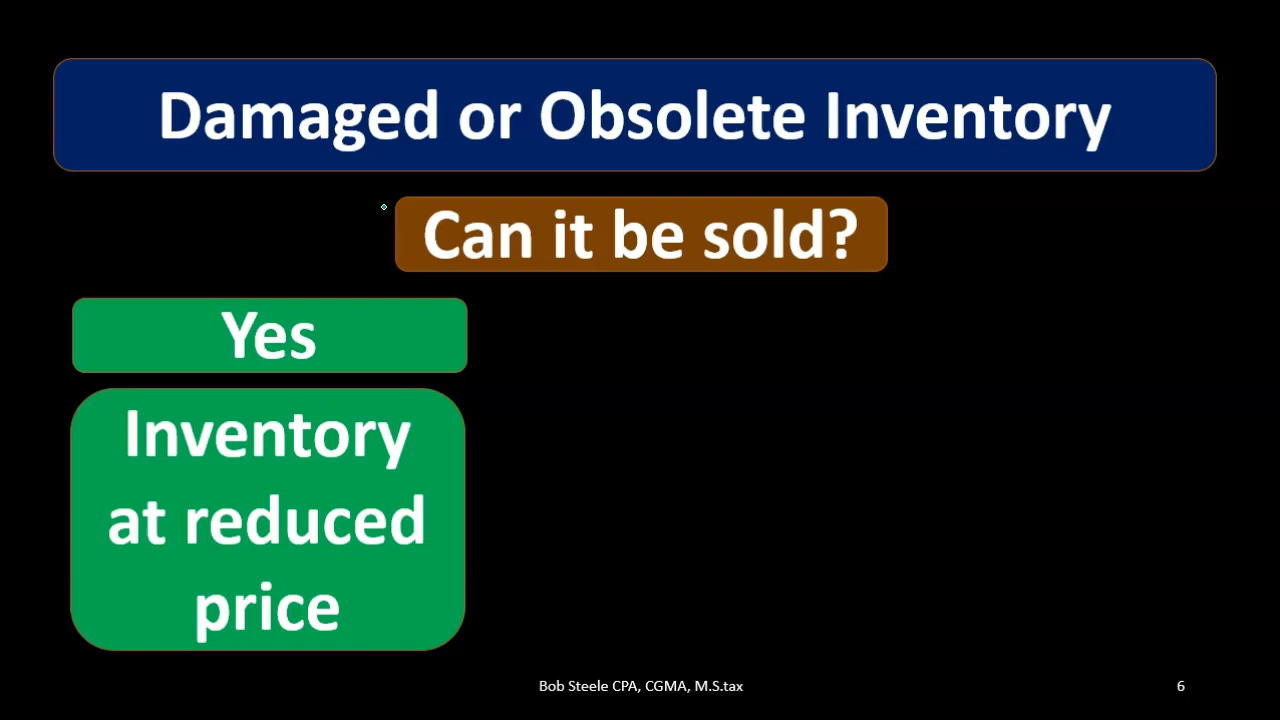 Damaged or Obsolete Inventory
Can it be sold?
Yes
Inventory
at reduced
price
Bob Steele CPA, CGMA, M.S.tax
6